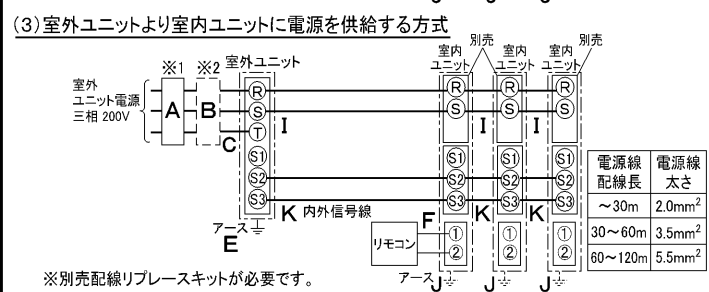 (3)室外ユニットより室内ユニットに電源を供給する方式
※1
※2
室外ユニット
室内
ユニット
別売
室内
ユニット
室内
ユニット
別売
室外
ユニット電源
三相 200V
A
B
C
R
S
T
I
R
S
I
R
S
I
R
S
S1
S2
S3
S1
S2
S3
S1
S2
S3
S1
S2
S3
K 内外信号線
K
K
アース
E
F
リモコン
①
②
①
②
①
②
アース
J
J
J
電源線
配線長
電源線
太さ
～30m 2.0mm²
30～60m 3.5mm²
60～120m 5.5mm²
※別売配線リプレースキットが必要です。